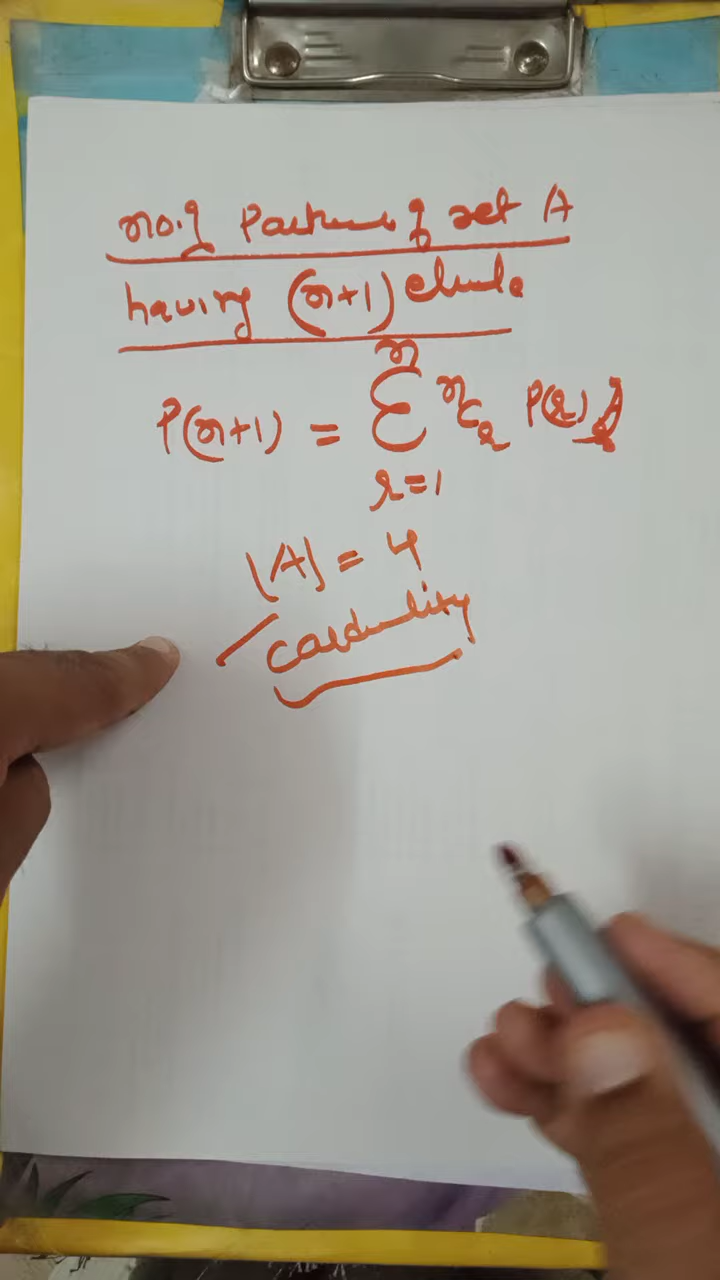 no. of Partitions of set A
having (n+1) elements
P(n+1) = Σ ⁿCᵣ P(r)
n
r=1
|A| = 4
Cardinality